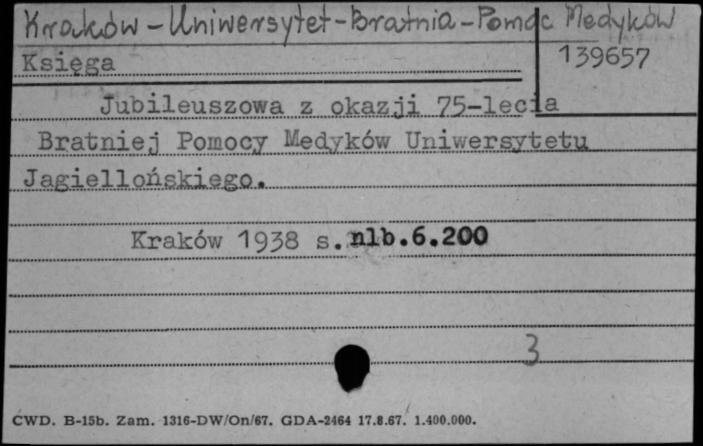 Kraków - Uniwersytet - Bratnia - Pomoc Medyków
Księga
139657
Jubileuszowa z okazji 75-lecia
Bratniej Pomocy Medyków Uniwersytetu
Jagiellońskiego.
Kraków 1938 s. nlb.6.200
3
CWD. B-15b. Zam. 1316-DW/On/67. GDA-2464 17.8.67. 1.400.000.